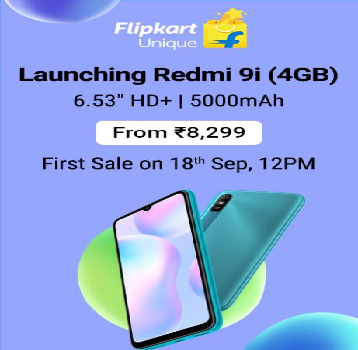 Flipkart
Unique
Launching Redmi 9i (4GB)
6.53" HD+ | 5000mAh
From ₹8,299
First Sale on 18th Sep, 12PM